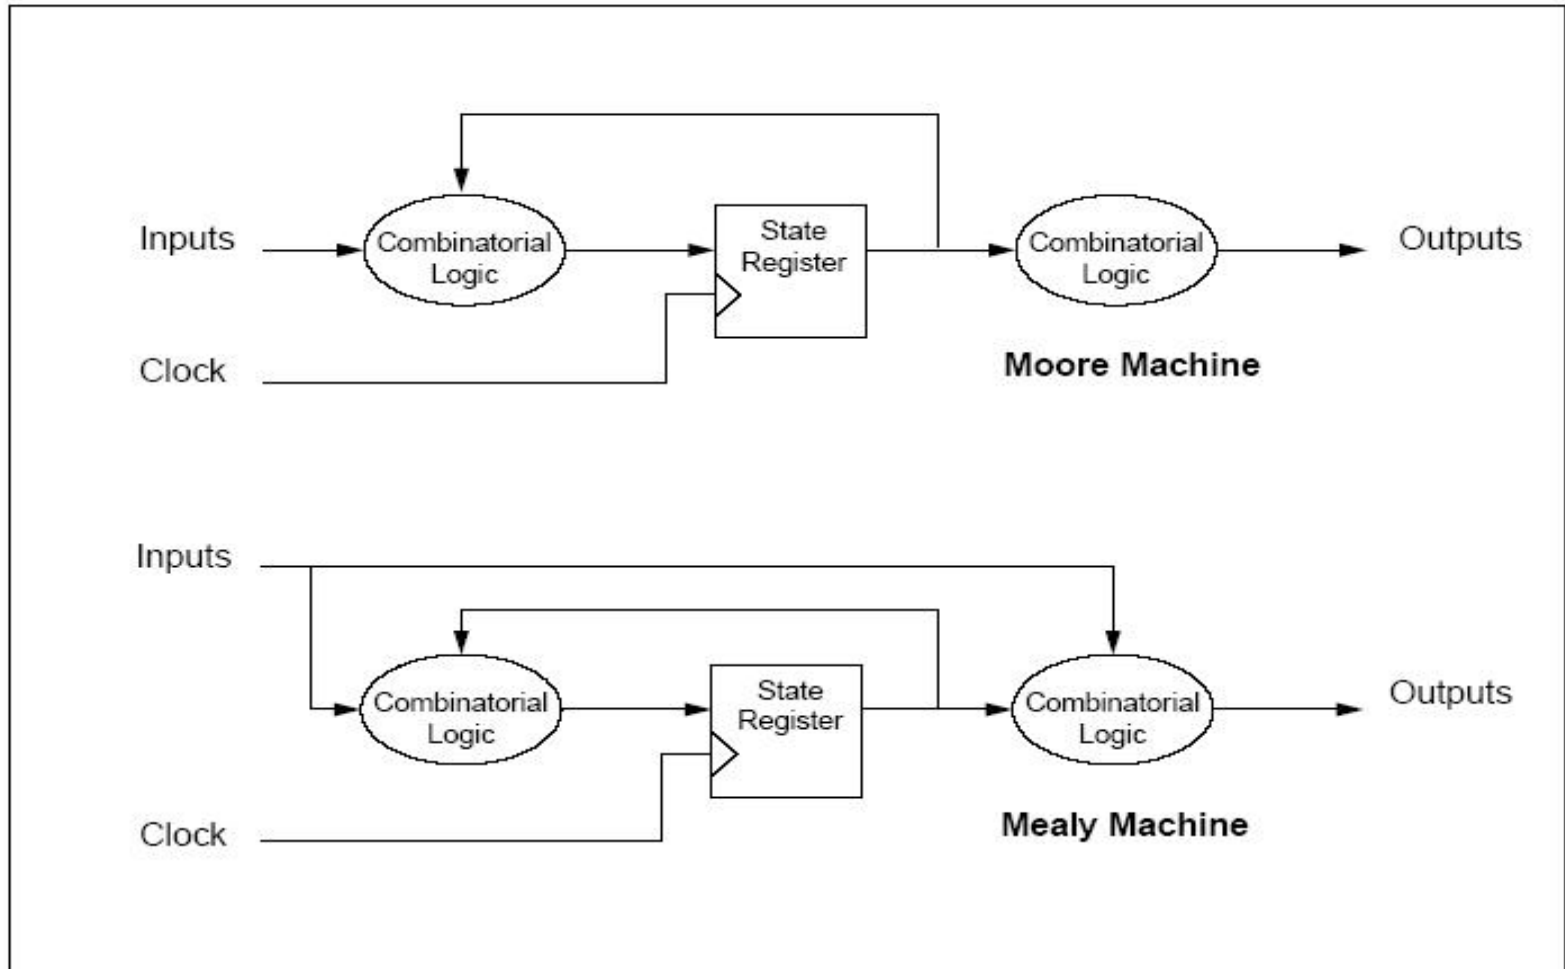 Inputs
Combinatorial
Logic
State
Register
Combinatorial
Logic
Outputs
Clock
Moore Machine
Inputs
Combinatorial
Logic
State
Register
Combinatorial
Logic
Outputs
Clock
Mealy Machine